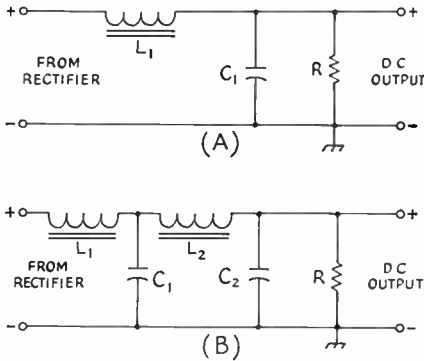 + +
FROM
RECTIFIER
L1
C1
R
DC
OUTPUT
- -
(A)
+ +
FROM
RECTIFIER
L1
L2
C1
C2
R
DC
OUTPUT
- -
(B)